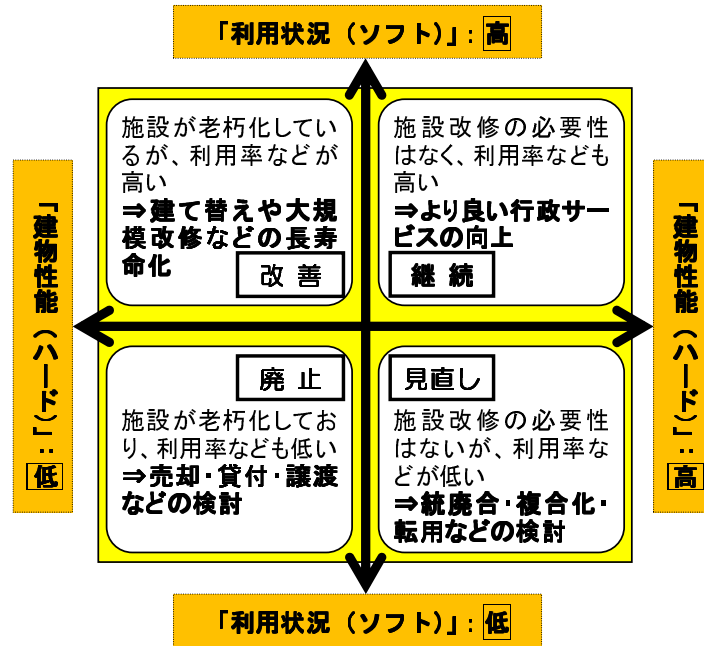 「利用状況（ソフト）」：高
「建物性能（ハード）」：低
施設が老朽化してい
るが、利用率などが
高い
⇒建て替えや大規
模改修などの長寿
命化
改 善
施設改修の必要性
はなく、利用率なども
高い
⇒より良い行政サー
ビスの向上
継 続
「建物性能（ハード）」：高
廃 止
施設が老朽化してお
り、利用率なども低い
⇒売却・貸付・譲渡
などの検討
見直し
施設改修の必要性
はないが、利用率な
どが低い
⇒統廃合・複合化・
転用などの検討
「利用状況（ソフト）」：低